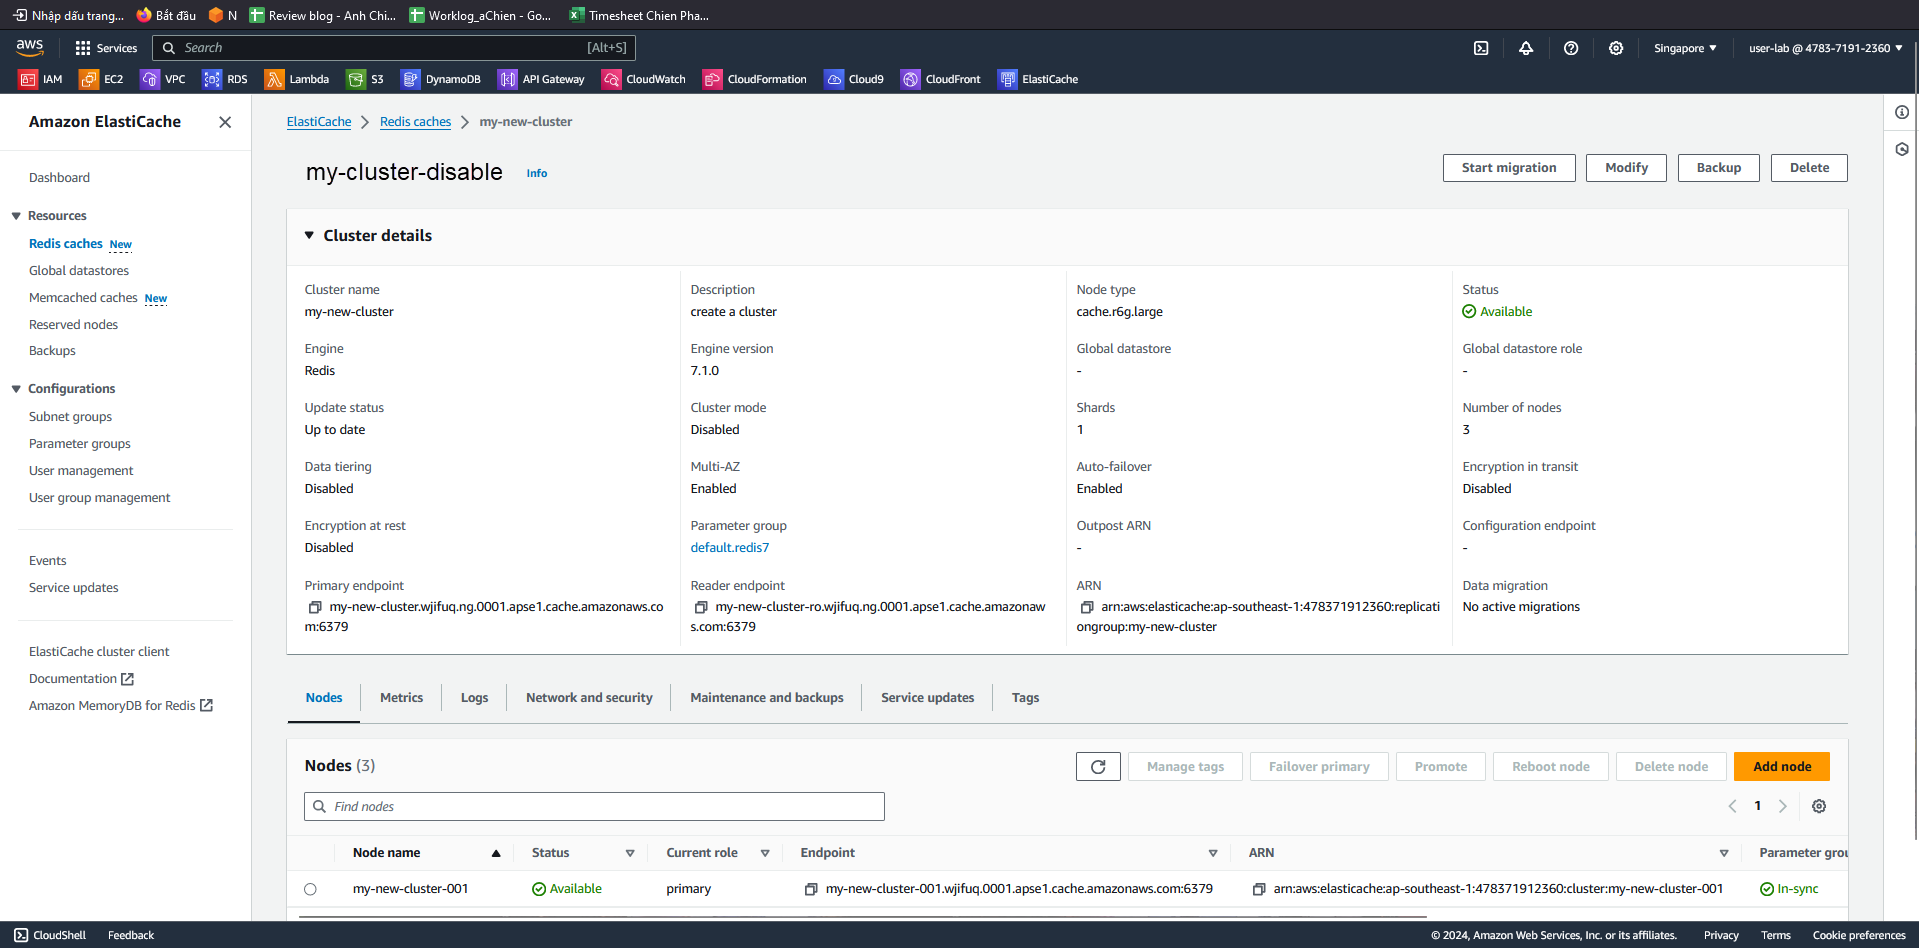 Nhập dấu trang... Bắt đầu N Review blog - Anh Chi... Worklog_aChien - Go... Timesheet Chien Pha...
aws Services Search [Alt+S] Singapore user-lab @ 4783-7191-2360
IAM EC2 VPC RDS Lambda S3 DynamoDB API Gateway CloudWatch CloudFormation Cloud9 CloudFront ElastiCache
Amazon ElastiCache
Dashboard
Resources
Redis caches New
Global datastores
Memcached caches New
Reserved nodes
Backups
Configurations
Subnet groups
Parameter groups
User management
User group management
Events
Service updates
ElastiCache cluster client
Documentation
Amazon MemoryDB for Redis
ElastiCache Redis caches my-new-cluster
my-cluster-disable Info Start migration Modify Backup Delete
Cluster details
Cluster name Description Node type Status
my-new-cluster create a cluster cache.r6g.large Available
Engine Engine version Global datastore Global datastore role
Redis 7.1.0 - -
Update status Cluster mode Shards Number of nodes
Up to date Disabled 1 3
Data tiering Multi-AZ Auto-failover Encryption in transit
Disabled Enabled Enabled Disabled
Encryption at rest Parameter group Outpost ARN Configuration endpoint
Disabled default.redis7 - -
Primary endpoint Reader endpoint ARN Data migration
my-new-cluster.wjifuq.ng.0001.apse1.cache.amazonaws.co my-new-cluster-ro.wjifuq.ng.0001.apse1.cache.amazonaw arn:aws:elasticache:ap-southeast-1:478371912360:replicati No active migrations
m:6379 s.com:6379 ongroup:my-new-cluster
Nodes Metrics Logs Network and security Maintenance and backups Service updates Tags
Nodes (3) Manage tags Failover primary Promote Reboot node Delete node Add node
Find nodes 1
Node name Status Current role Endpoint ARN Parameter grou
my-new-cluster-001 Available primary my-new-cluster-001.wjifuq.0001.apse1.cache.amazonaws.com:6379 arn:aws:elasticache:ap-southeast-1:478371912360:cluster:my-new-cluster-001 In-sync
CloudShell Feedback © 2024, Amazon Web Services, Inc. or its affiliates. Privacy Terms Cookie preferences